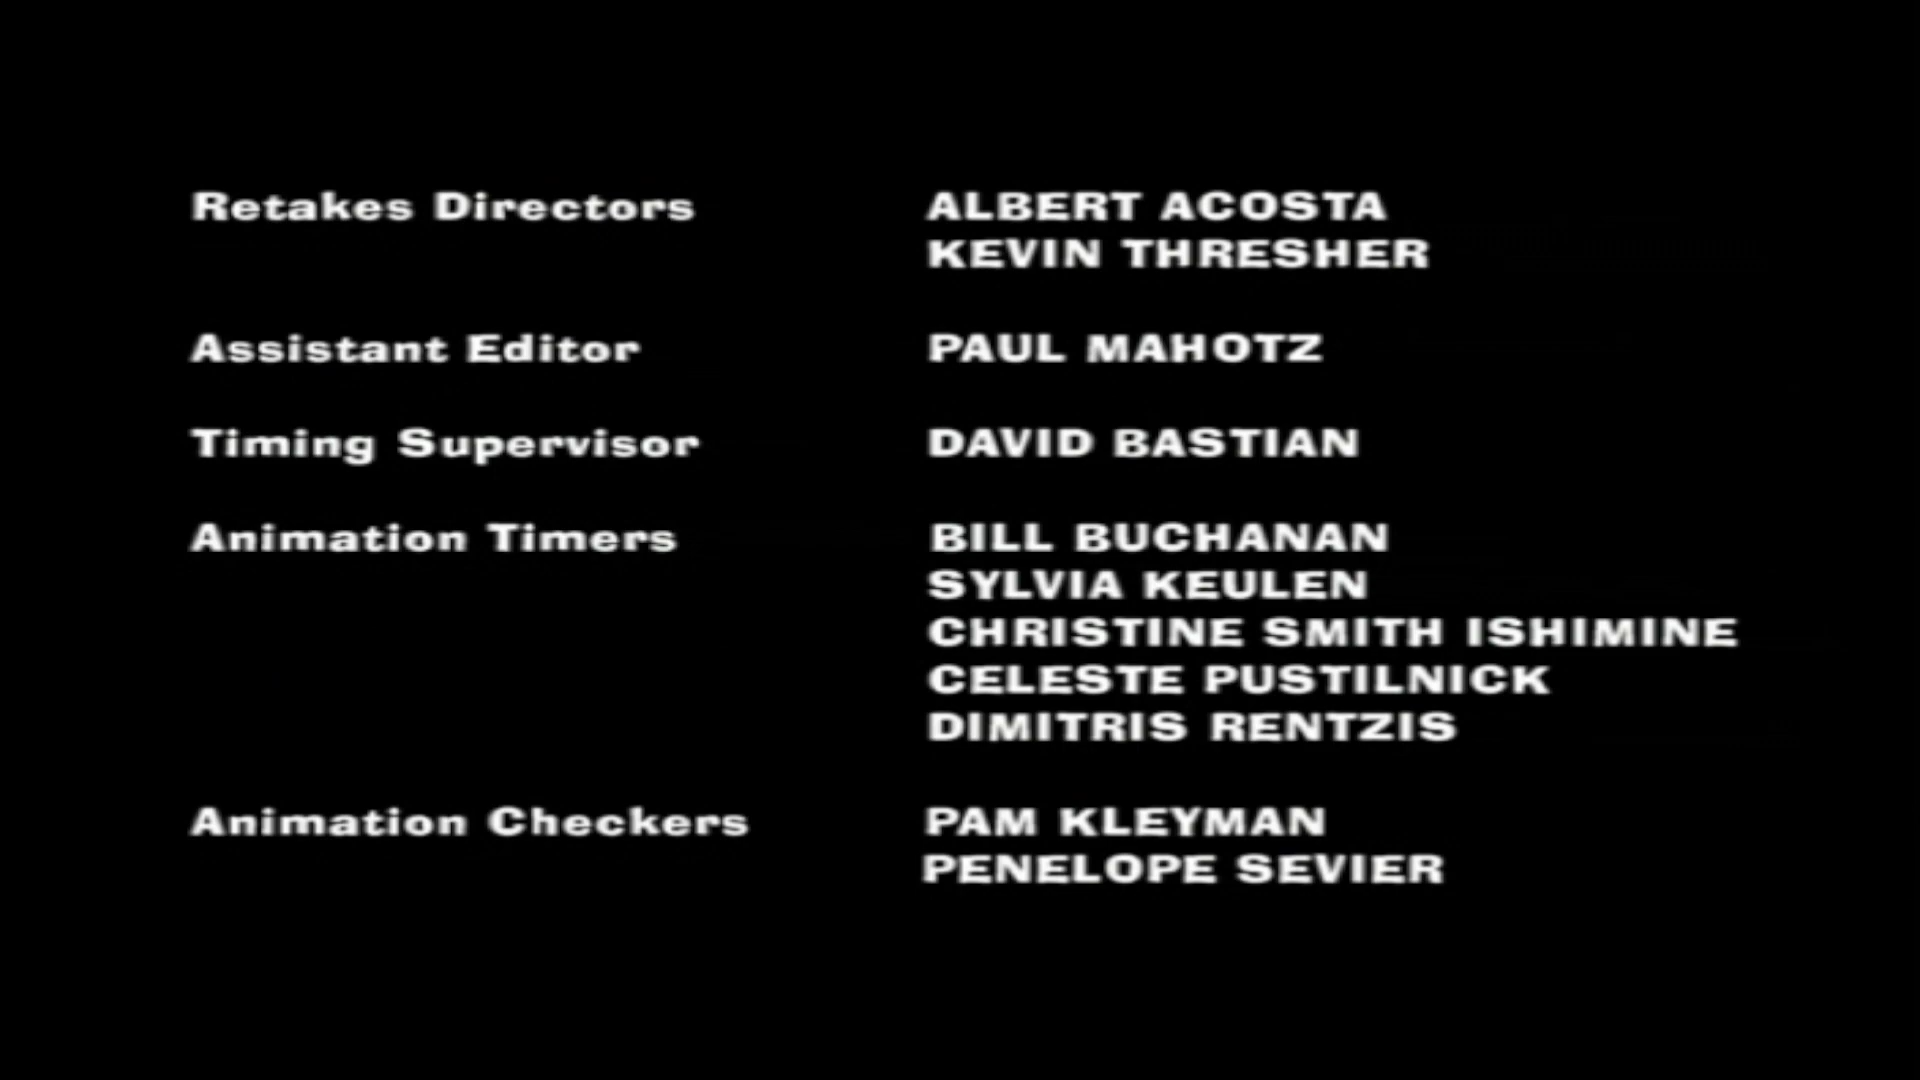 Retakes Directors ALBERT ACOSTA
KEVIN THRESHER
Assistant Editor PAUL MAHOTZ
Timing Supervisor DAVID BASTIAN
Animation Timers BILL BUCHANAN
SYLVIA KEULEN
CHRISTINE SMITH ISHIMINE
CELESTE PUSTILNICK
DIMITRIS RENTZIS
Animation Checkers PAM KLEYMAN
PENELOPE SEVIER